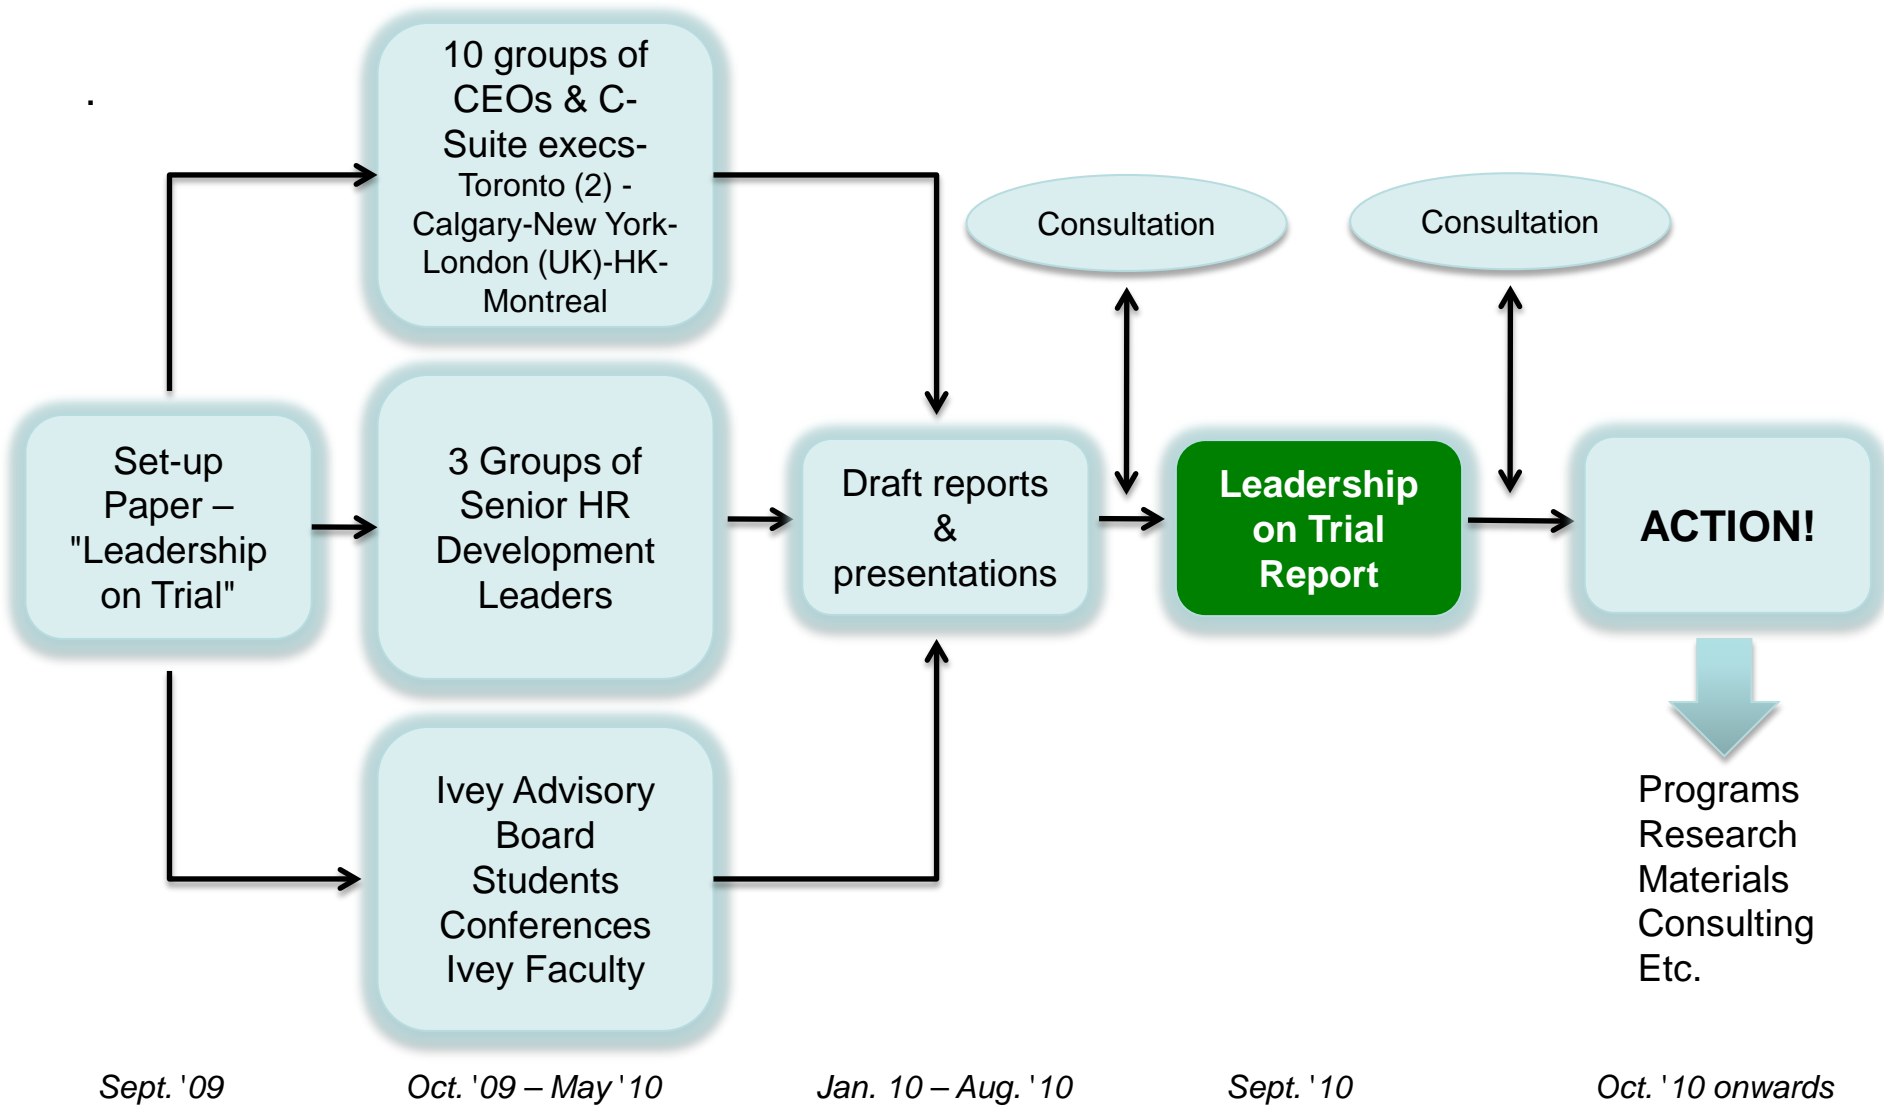 .
10 groups of
CEOs & C-
Suite execs-
Toronto (2) -
Calgary-New York-
London (UK)-HK-
Montreal
Consultation
Consultation
Set-up
Paper –
"Leadership
on Trial"
3 Groups of
Senior HR
Development
Leaders
Draft reports
&
presentations
Leadership
on Trial
Report
ACTION!
Ivey Advisory
Board
Students
Conferences
Ivey Faculty
Programs
Research
Materials
Consulting
Etc.
Sept. '09
Oct. '09 – May '10
Jan. 10 – Aug. '10
Sept. '10
Oct. '10 onwards